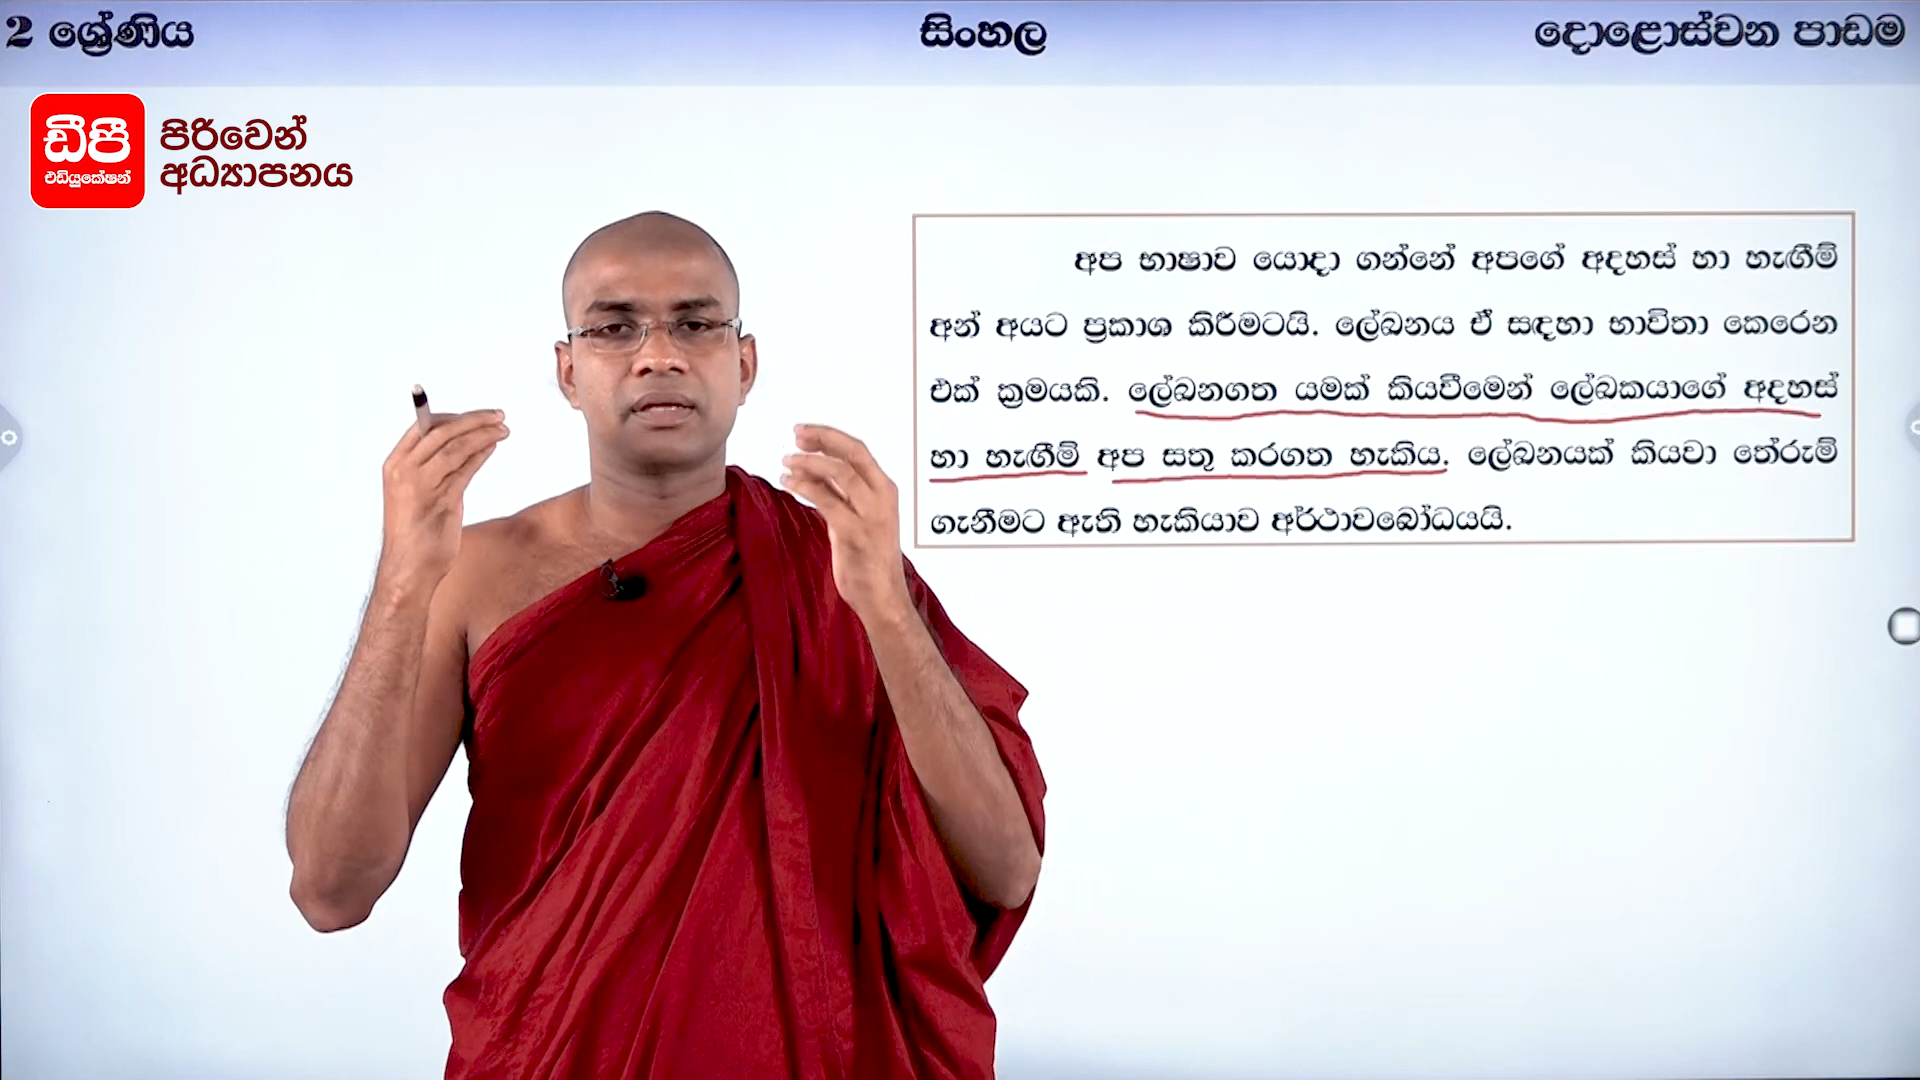 2 ශ්‍රේණිය
සිංහල
දොළොස්වන පාඩම
ඩීපී
එඩියුකේෂන්
පිරිවෙන්
අධ්‍යාපනය
අප භාෂාව යොදා ගන්නේ අපගේ අදහස් හා හැඟීම්
අන් අයට ප්‍රකාශ කිරීමටයි. ලේඛනය ඒ සඳහා භාවිතා කෙරෙන
එක් ක්‍රමයකි. ලේඛනගත යමක් කියවීමෙන් ලේඛකයාගේ අදහස්
හා හැඟීම් අප සතු කරගත හැකිය. ලේඛනයක් කියවා තේරුම්
ගැනීමට ඇති හැකියාව අර්ථාවබෝධයයි.